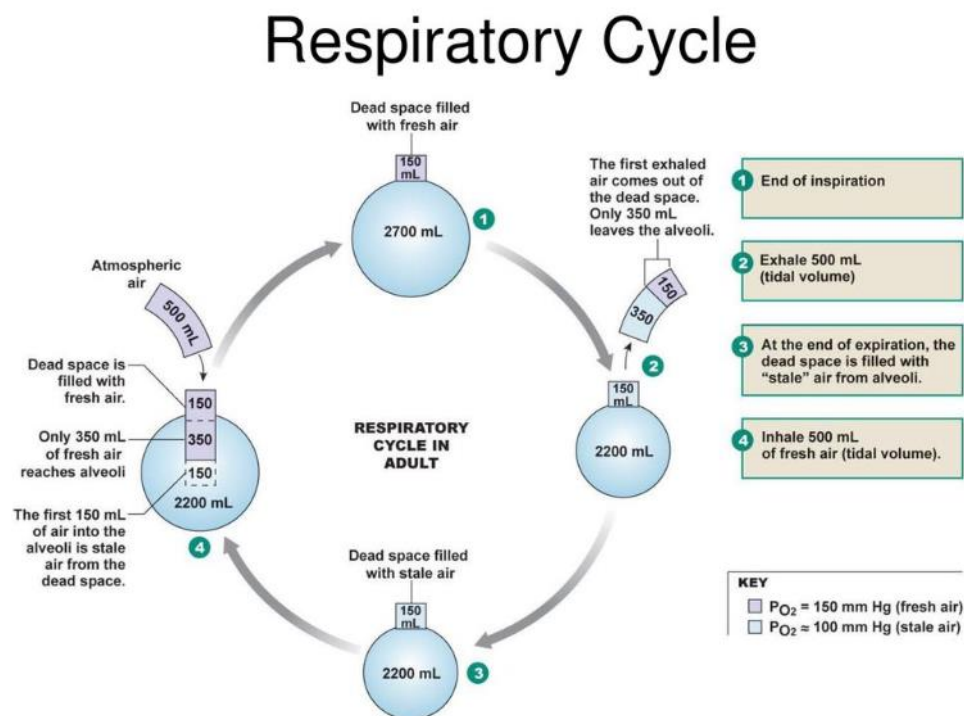 Respiratory Cycle
Dead space filled
with fresh air
150
mL
2700 mL
1
The first exhaled
air comes out of
the dead space.
Only 350 mL
leaves the alveoli.
150
350
2
150
mL
2200 mL
Atmospheric
air
500 mL
Dead space is
filled with
fresh air.
Only 350 mL
of fresh air
reaches alveoli
The first 150 mL
of air into the
alveoli is stale
air from the
dead space.
150
350
150
2200 mL
4
RESPIRATORY
CYCLE IN
ADULT
Dead space filled
with stale air
150
mL
2200 mL
3
1 End of inspiration
2 Exhale 500 mL
(tidal volume)
3 At the end of expiration, the
dead space is filled with
“stale” air from alveoli.
4 Inhale 500 mL
of fresh air (tidal volume).
KEY
PO2 = 150 mm Hg (fresh air)
PO2 ≈ 100 mm Hg (stale air)